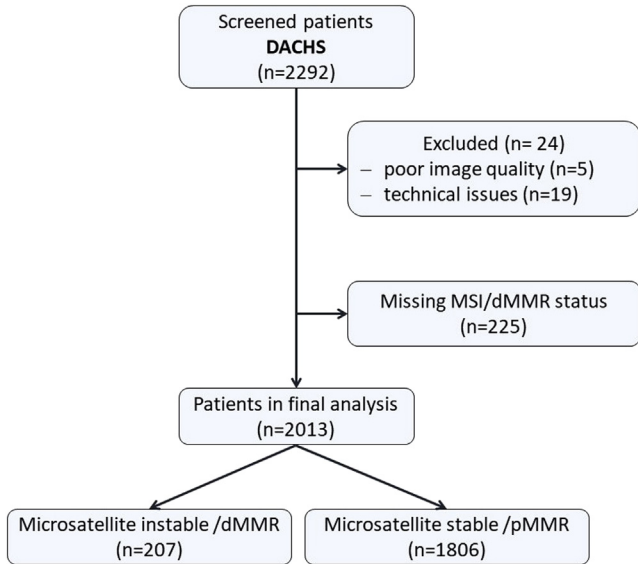 Screened patients
DACHS
(n=2292)
Excluded (n= 24)
– poor image quality (n=5)
– technical issues (n=19)
Missing MSI/dMMR status
(n=225)
Patients in final analysis
(n=2013)
Microsatellite instable /dMMR
(n=207)
Microsatellite stable /pMMR
(n=1806)